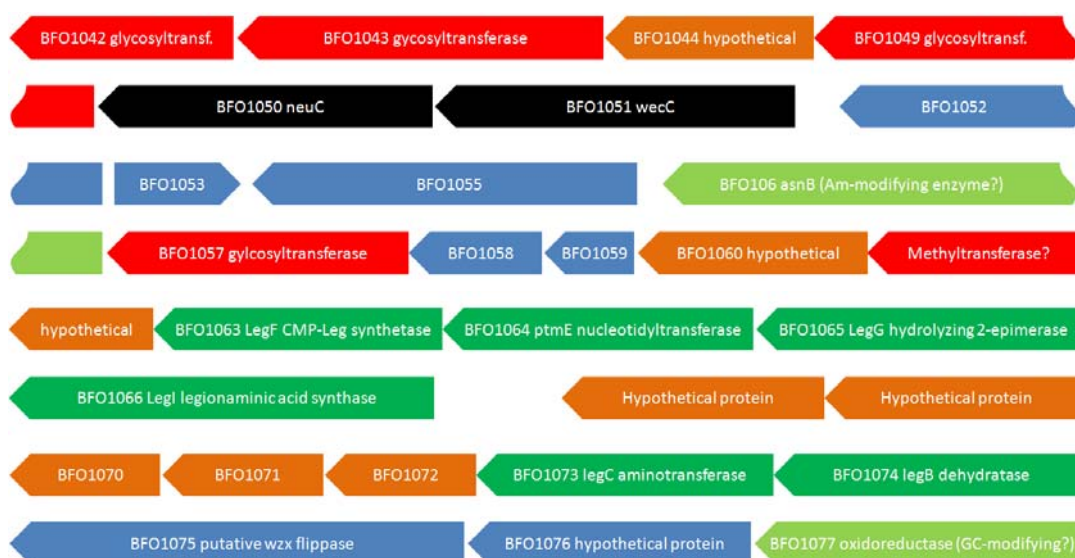 BFO1042 glycosyltransf. BFO1043 gycosyltransferase BFO1044 hypothetical BFO1049 glycosyltransf.
BFO1050 neuC BFO1051 wecC BFO1052
BFO1053 BFO1055 BFO106 asnB (Am-modifying enzyme?)
BFO1057 gylcosyltransferase BFO1058 BFO1059 BFO1060 hypothetical Methyltransferase?
hypothetical BFO1063 LegF CMP-Leg synthetase BFO1064 ptmE nucleotidyltransferase BFO1065 LegG hydrolyzing 2-epimerase
BFO1066 LegI legionaminic acid synthase Hypothetical protein Hypothetical protein
BFO1070 BFO1071 BFO1072 BFO1073 legC aminotransferase BFO1074 legB dehydratase
BFO1075 putative wzx flippase BFO1076 hypothetical protein BFO1077 oxidoreductase (GC-modifying?)